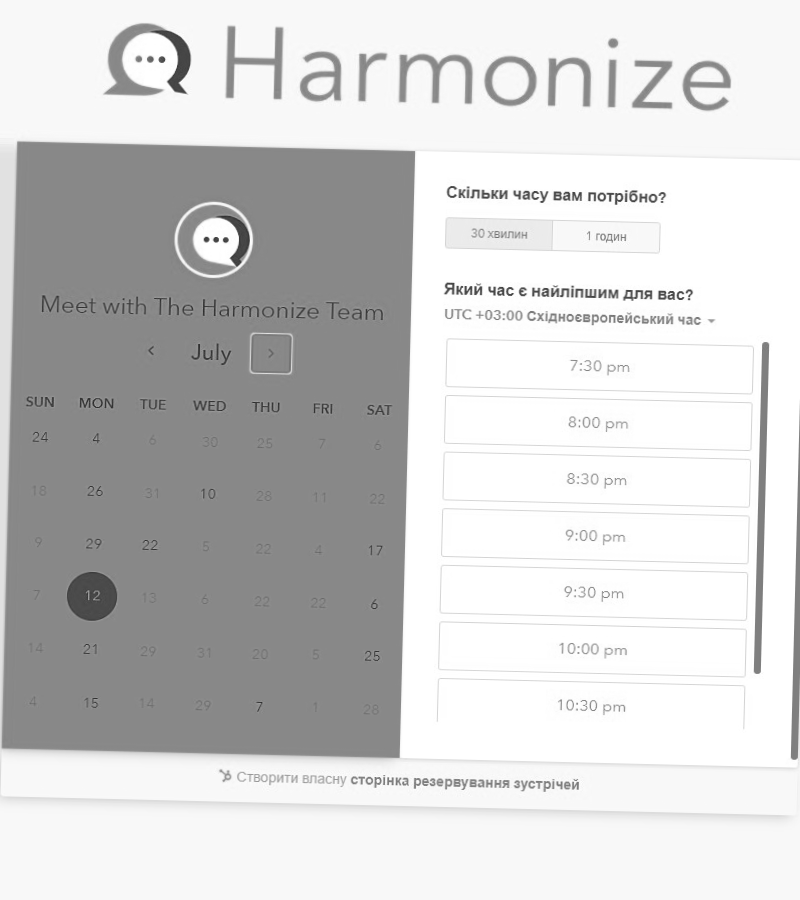 Harmonize
Meet with The Harmonize Team
July
SUN MON TUE WED THU FRI SAT
24 4 6 30 25 7 6
18 26 31 10 28 11 22
9 29 22 5 22 4 17
7 12 13 6 22 22 6
14 21 29 31 20 5 25
4 15 14 29 7 1 28
Скільки часу вам потрібно?
30 хвилин 1 годин
Який час є найліпшим для вас?
UTC +03:00 Східноєвропейський час
7:30 pm
8:00 pm
8:30 pm
9:00 pm
9:30 pm
10:00 pm
10:30 pm
Створити власну сторінка резервування зустрічей